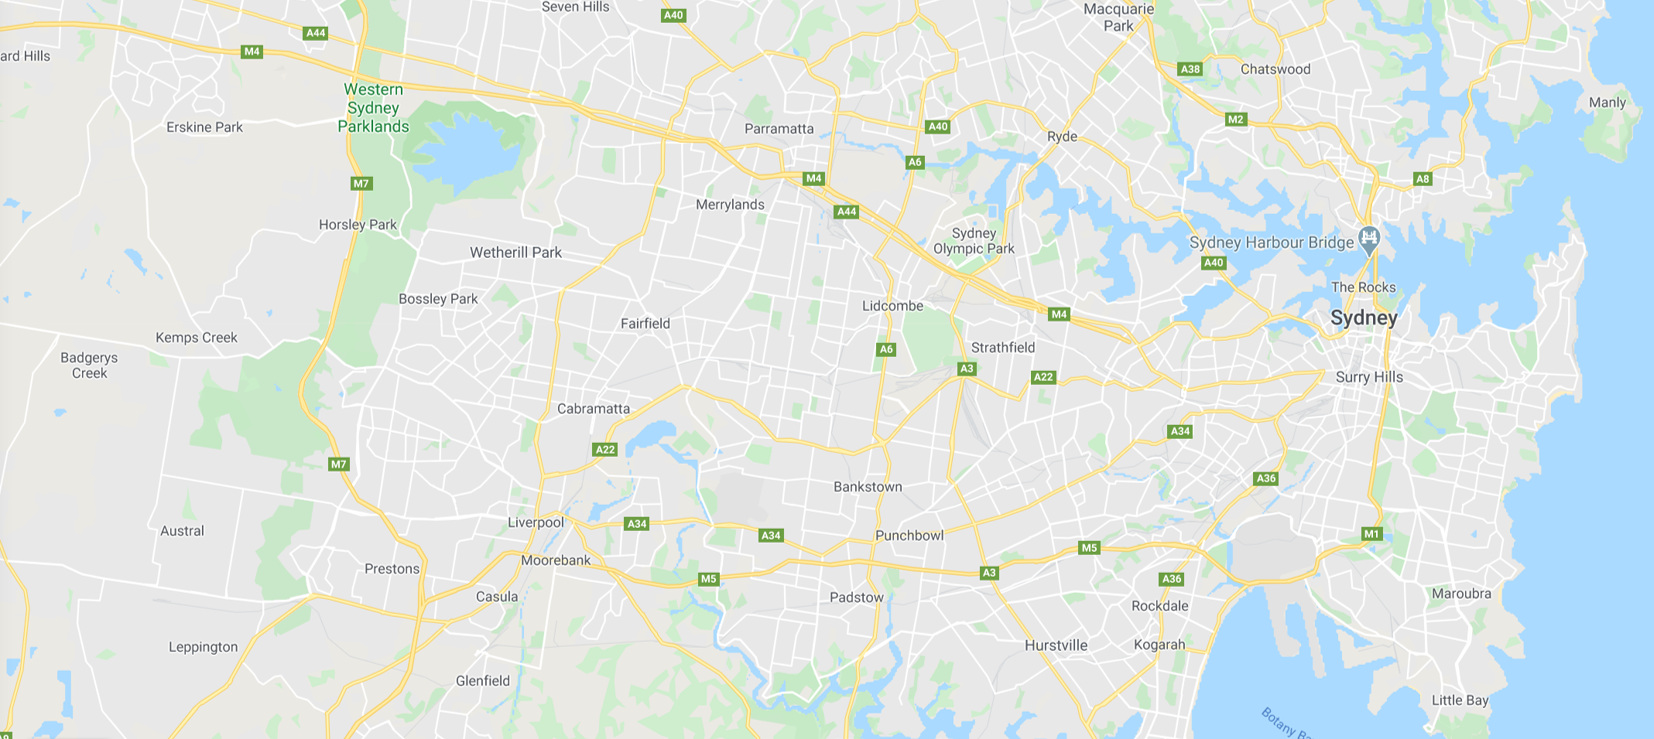 Seven Hills
A40
Macquarie
Park
A44
M4
ard Hills
A38
Chatswood
Western
Sydney
Parklands
Manly
Erskine Park
Parramatta
A40
M2
Ryde
A6
M7
M4
A8
Merrylands
A44
Horsley Park
Sydney
Olympic Park
Sydney Harbour Bridge
Wetherill Park
A40
The Rocks
Bossley Park
Lidcombe
M4
Sydney
Fairfield
Kemps Creek
A6
Strathfield
Badgerys
Creek
A3
A22
Surry Hills
Cabramatta
A34
A22
M7
A36
Bankstown
Liverpool
A34
Austral
A34
Punchbowl
M1
M5
Moorebank
Prestons
M5
A3
A36
Casula
Padstow
Maroubra
Rockdale
Leppington
Hurstville
Kogarah
Glenfield
Little Bay
Botany Ba
A9